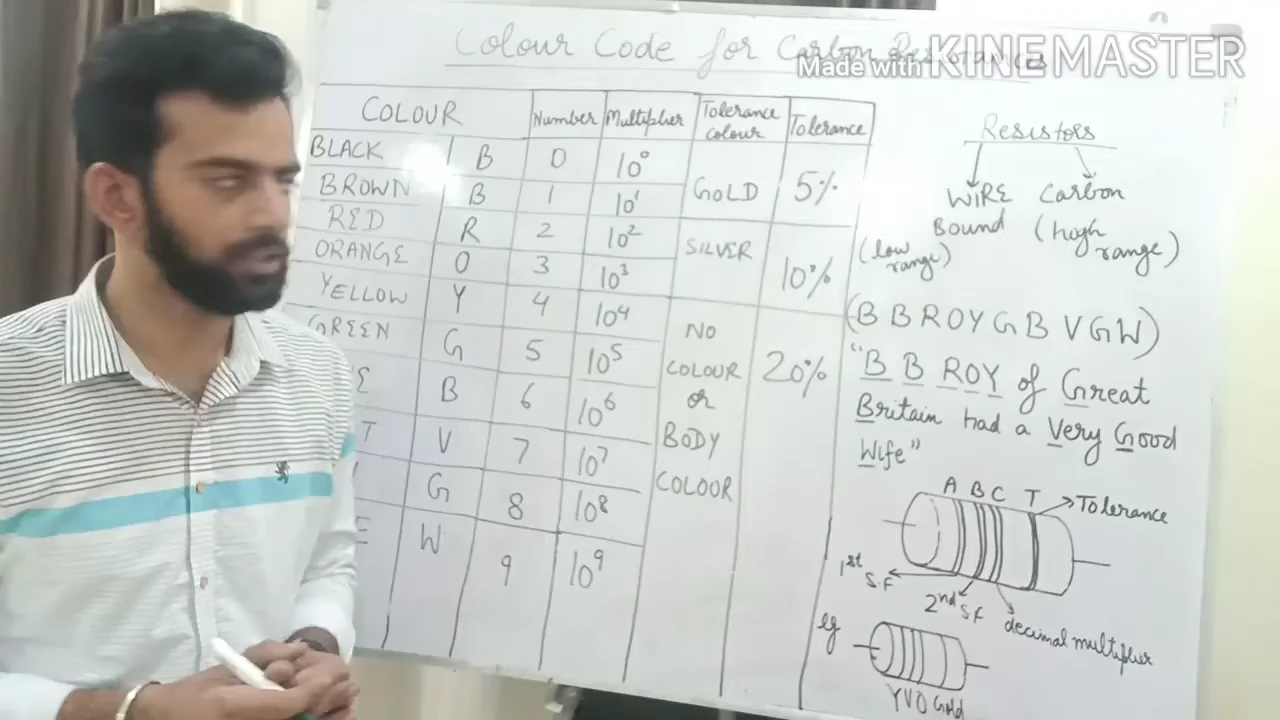 Colour Code for Carbon
Made with KINEMASTER
COLOUR Number Multiplier Tolerance colour Tolerance
BLACK B 0 10⁰
BROWN B 1 10¹ GOLD 5%
RED R 2 10²
ORANGE O 3 10³ SILVER 10%
YELLOW Y 4 10⁴
GREEN G 5 10⁵ NO
B 6 10⁶ COLOUR 20%
V 7 10⁷ or
G 8 10⁸ BODY
W 9 10⁹ COLOOR
Resistors
WIRE Carbon
Bound (high
(low range)
range)
(BBROYGBVGW)
"B B ROY of Great
Britain had a Very Good
Wife"
A B C T
Tolerance
1st S.F
2nd S.F
decimal multiplier
eg
YVO Gold